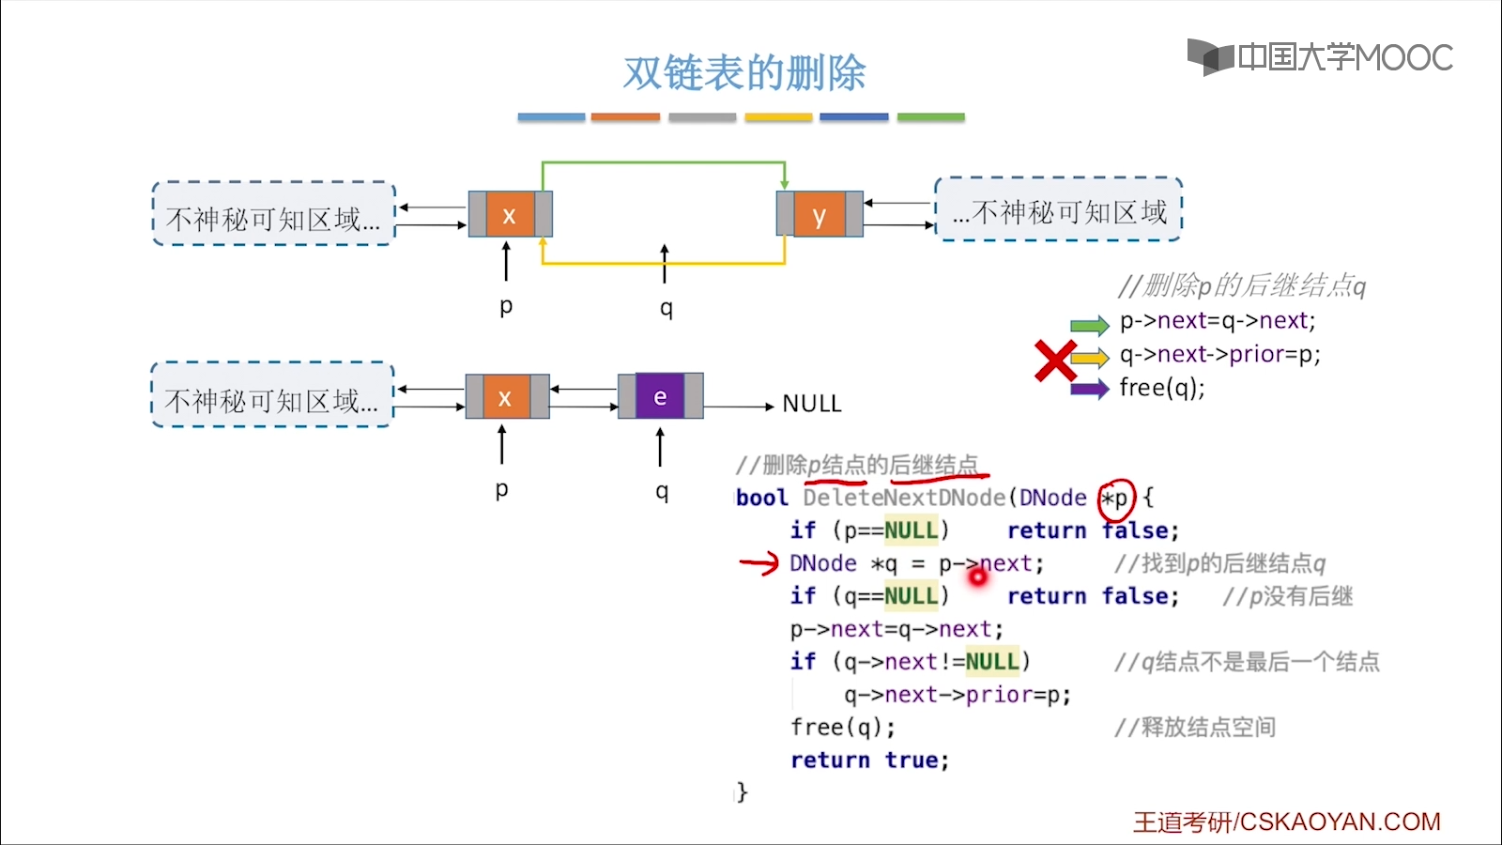 中国大学MOOC
双链表的删除
不神秘可知区域...
x
y
...不神秘可知区域
p
q
//删除p的后继结点q
p->next=q->next;
q->next->prior=p;
free(q);
不神秘可知区域...
x
e
NULL
p
q
//删除p结点的后继结点
bool DeleteNextDNode(DNode *p) {
if (p==NULL) return false;
DNode *q = p->next; //找到p的后继结点q
if (q==NULL) return false; //p没有后继
p->next=q->next;
if (q->next!=NULL) //q结点不是最后一个结点
q->next->prior=p;
free(q); //释放结点空间
return true;
}
王道考研/CSKAOYAN.COM